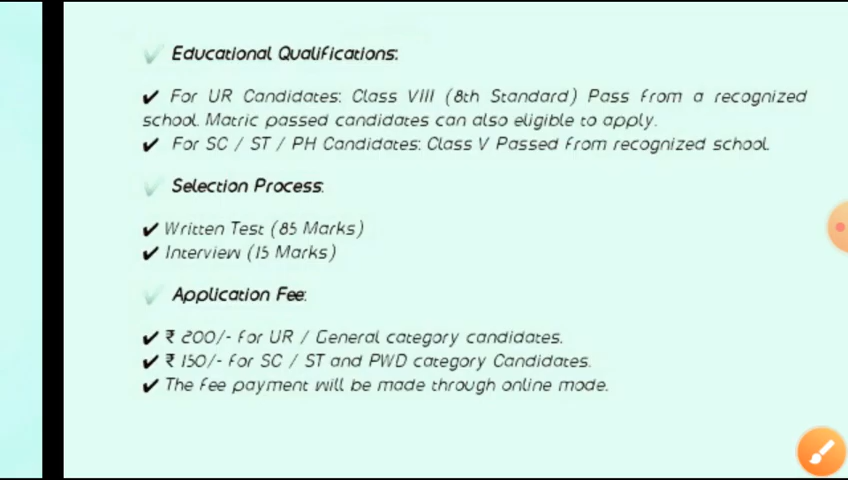 ✔ Educational Qualifications:
✔ For UR Candidates: Class VIII (8th Standard) Pass from a recognized
school. Matric passed candidates can also eligible to apply.
✔ For SC / ST / PH Candidates: Class V Passed from recognized school.
✔ Selection Process:
✔ Written Test (85 Marks)
✔ Interview (15 Marks)
✔ Application Fee:
✔ ₹ 200/- for UR / General category candidates.
✔ ₹ 150/- for SC / ST and PWD category Candidates.
✔ The fee payment will be made through online mode.